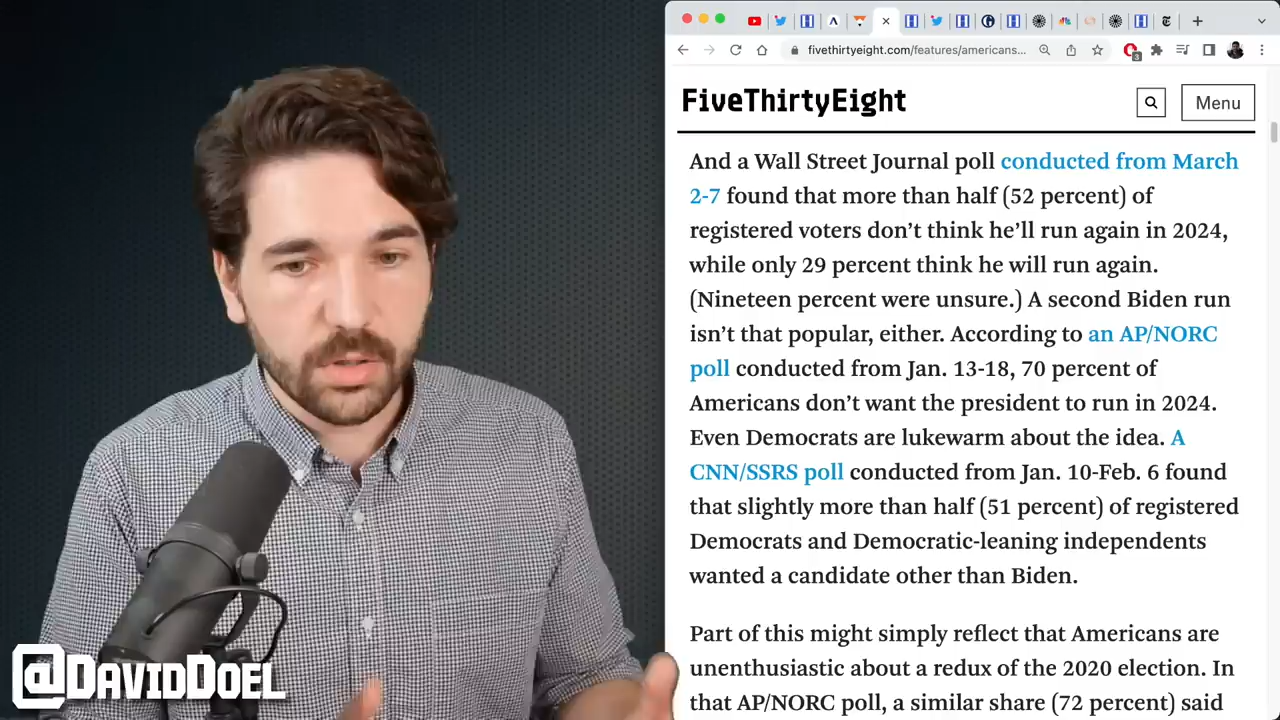 fivethirtyeight.com/features/americans...
3
FiveThirtyEight
Menu
And a Wall Street Journal poll conducted from March
2-7 found that more than half (52 percent) of
registered voters don’t think he’ll run again in 2024,
while only 29 percent think he will run again.
(Nineteen percent were unsure.) A second Biden run
isn’t that popular, either. According to an AP/NORC
poll conducted from Jan. 13-18, 70 percent of
Americans don’t want the president to run in 2024.
Even Democrats are lukewarm about the idea. A
CNN/SSRS poll conducted from Jan. 10-Feb. 6 found
that slightly more than half (51 percent) of registered
Democrats and Democratic-leaning independents
wanted a candidate other than Biden.
Part of this might simply reflect that Americans are
unenthusiastic about a redux of the 2020 election. In
that AP/NORC poll, a similar share (72 percent) said
@DAVIDDOEL